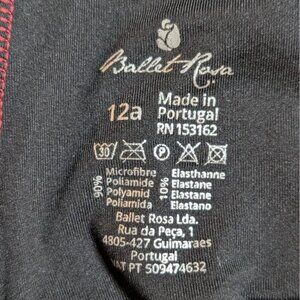 Ballet Rosa
12a
Made in
Portugal
RN 153162
30 P
90%
Microfibre
Poliamide
Polyamid
Poliamida
10%
Elasthanne
Elastane
Elastane
Elastano
Ballet Rosa Lda.
Rua da Peça, 1
4805-427 Guimaraes
Portugal
VAT PT 509474632